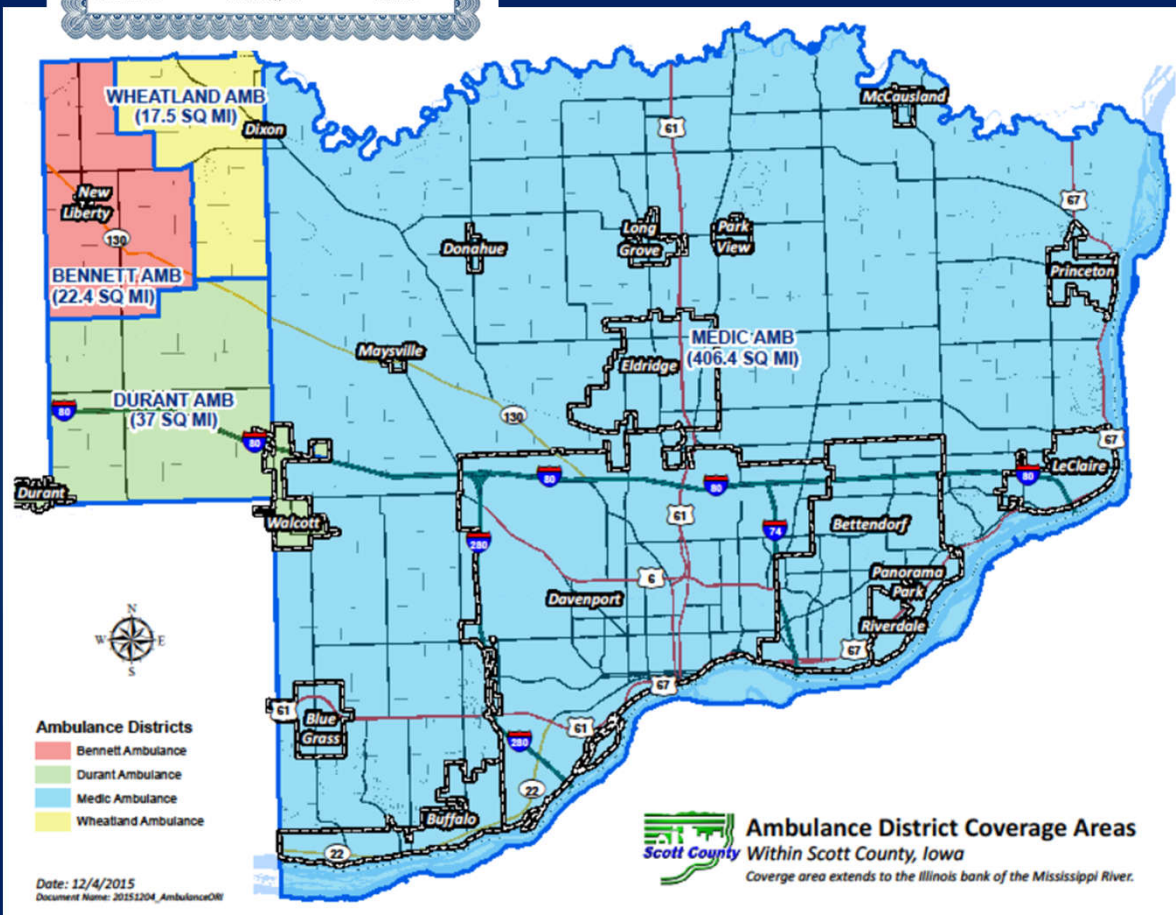 WHEATLAND AMB
(17.5 SQ MI)
Dixon
61
McCausland
New
Liberty
130
67
Donahue
Long
Grove
Park
View
BENNETT AMB
(22.4 SQ MI)
Princeton
MEDIC AMB
(406.4 SQ MI)
Maysville
Eldridge
DURANT AMB
(37 SQ MI)
80
130
80
67
LeClaire
80
80
80
Durant
Walcott
61
74
Bettendorf
280
6
Panorama
Park
Davenport
Riverdale
67
N
W
E
S
67
61
Blue
Grass
61
280
22
Buffalo
22
Ambulance Districts
Bennett Ambulance
Durant Ambulance
Medic Ambulance
Wheatland Ambulance
Scott County
Ambulance District Coverage Areas
Within Scott County, Iowa
Coverge area extends to the Illinois bank of the Mississippi River.
Date: 12/4/2015
Document Name: 20151204_AmbulanceORI